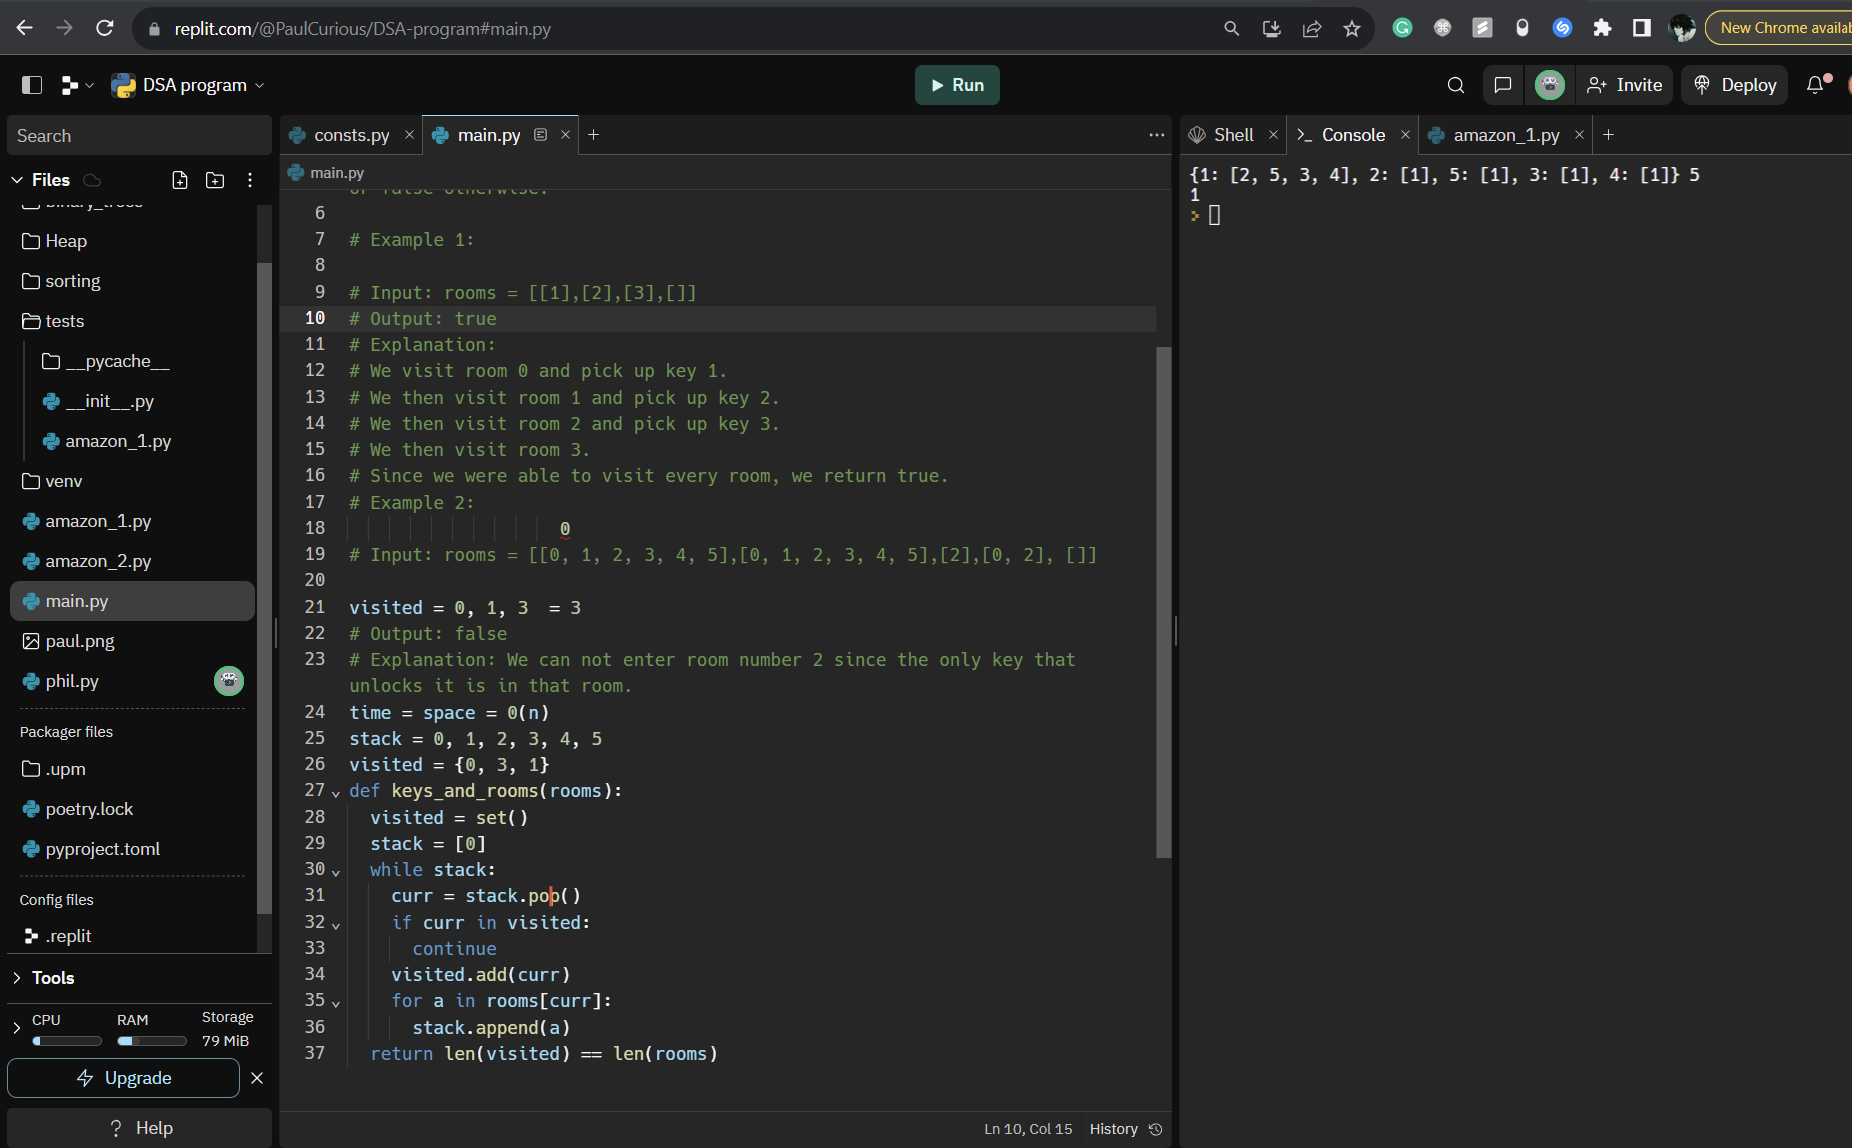 replit.com/@PaulCurious/DSA-program#main.py
New Chrome availab
DSA program
Run
Invite
Deploy
Search
Files
binary_trees
Heap
sorting
tests
__pycache__
__init__.py
amazon_1.py
venv
amazon_1.py
amazon_2.py
main.py
paul.png
phil.py
Packager files
.upm
poetry.lock
pyproject.toml
Config files
.replit
Tools
CPU RAM Storage
79 MiB
Upgrade
Help
consts.py main.py
main.py
or false otherwise.
6
7 # Example 1:
8
9 # Input: rooms = [[1],[2],[3],[]]
10 # Output: true
11 # Explanation:
12 # We visit room 0 and pick up key 1.
13 # We then visit room 1 and pick up key 2.
14 # We then visit room 2 and pick up key 3.
15 # We then visit room 3.
16 # Since we were able to visit every room, we return true.
17 # Example 2:
18 0
19 # Input: rooms = [[0, 1, 2, 3, 4, 5],[0, 1, 2, 3, 4, 5],[2],[0, 2], []]
20
21 visited = 0, 1, 3  = 3
22 # Output: false
23 # Explanation: We can not enter room number 2 since the only key that
unlocks it is in that room.
24 time = space = 0(n)
25 stack = 0, 1, 2, 3, 4, 5
26 visited = {0, 3, 1}
27 def keys_and_rooms(rooms):
28 visited = set()
29 stack = [0]
30 while stack:
31 curr = stack.pop()
32 if curr in visited:
33 continue
34 visited.add(curr)
35 for a in rooms[curr]:
36 stack.append(a)
37 return len(visited) == len(rooms)
Ln 10, Col 15 History
Shell Console amazon_1.py
{1: [2, 5, 3, 4], 2: [1], 5: [1], 3: [1], 4: [1]} 5
1
>